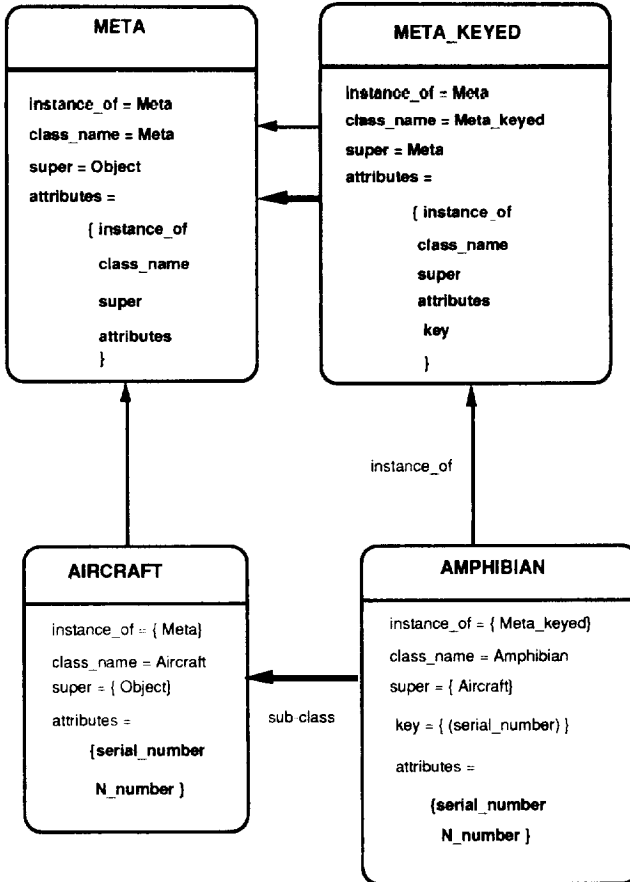 META
instance_of = Meta
class_name = Meta
super = Object
attributes =
{ instance_of
class_name
super
attributes
}
META_KEYED
instance_of = Meta
class_name = Meta_keyed
super = Meta
attributes =
{ instance_of
class_name
super
attributes
key
}
instance_of
AIRCRAFT
instance_of = { Meta}
class_name = Aircraft
super = { Object}
attributes =
{serial_number
N_number }
sub-class
AMPHIBIAN
instance_of = { Meta_keyed}
class_name = Amphibian
super = { Aircraft}
key = { (serial_number) }
attributes =
{serial_number
N_number }